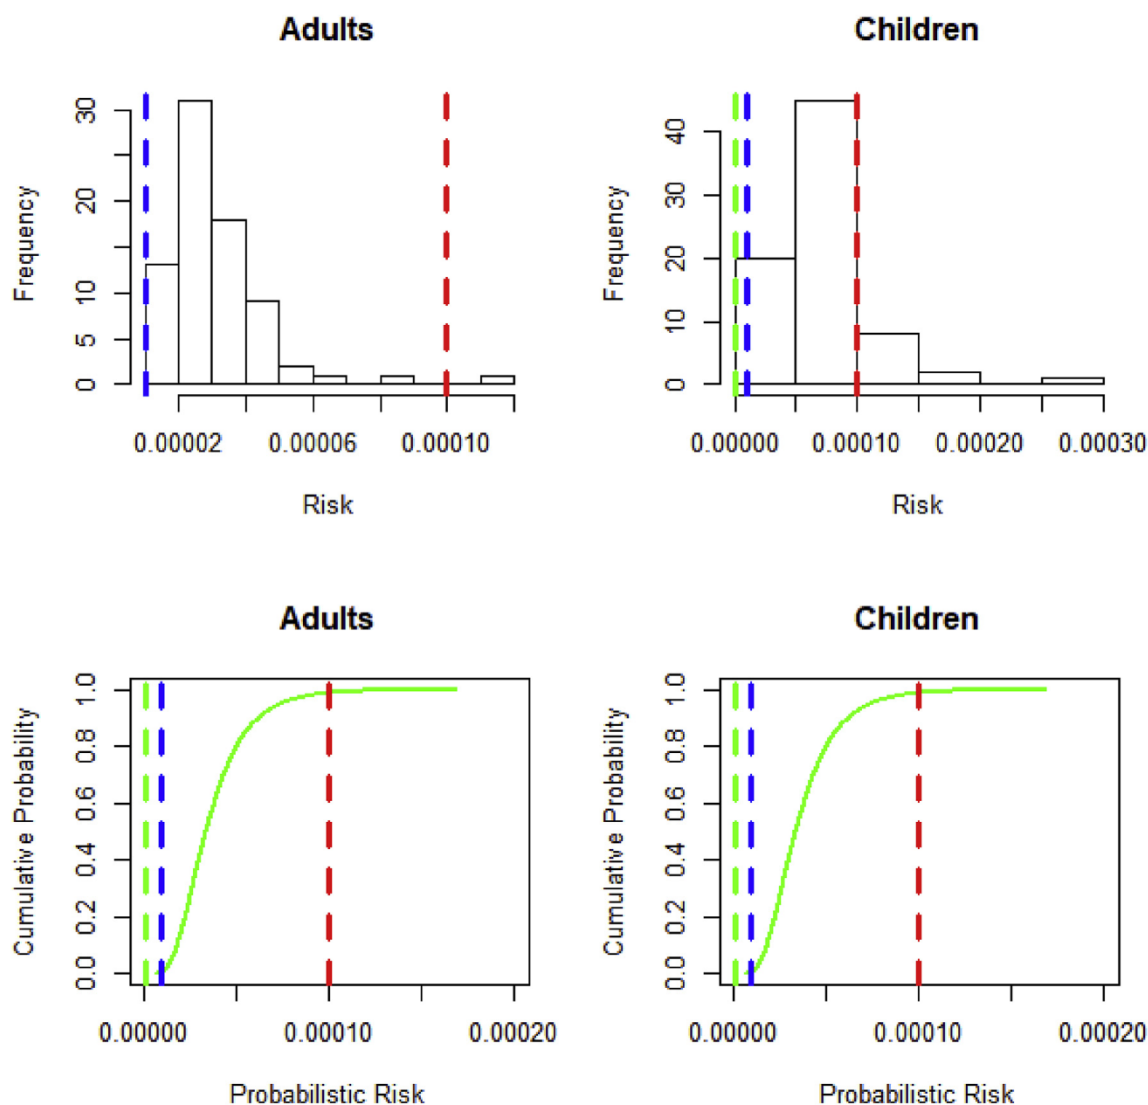 Adults
Children
30
20
10
5
0
Frequency
0.00002
0.00006
0.00010
Risk
40
30
20
10
0
Frequency
0.00000
0.00010
0.00020
0.00030
Risk
Adults
Children
1.0
0.8
0.6
0.4
0.2
0.0
Cumulative Probability
0.00000
0.00010
0.00020
Probabilistic Risk
1.0
0.8
0.6
0.4
0.2
0.0
Cumulative Probability
0.00000
0.00010
0.00020
Probabilistic Risk